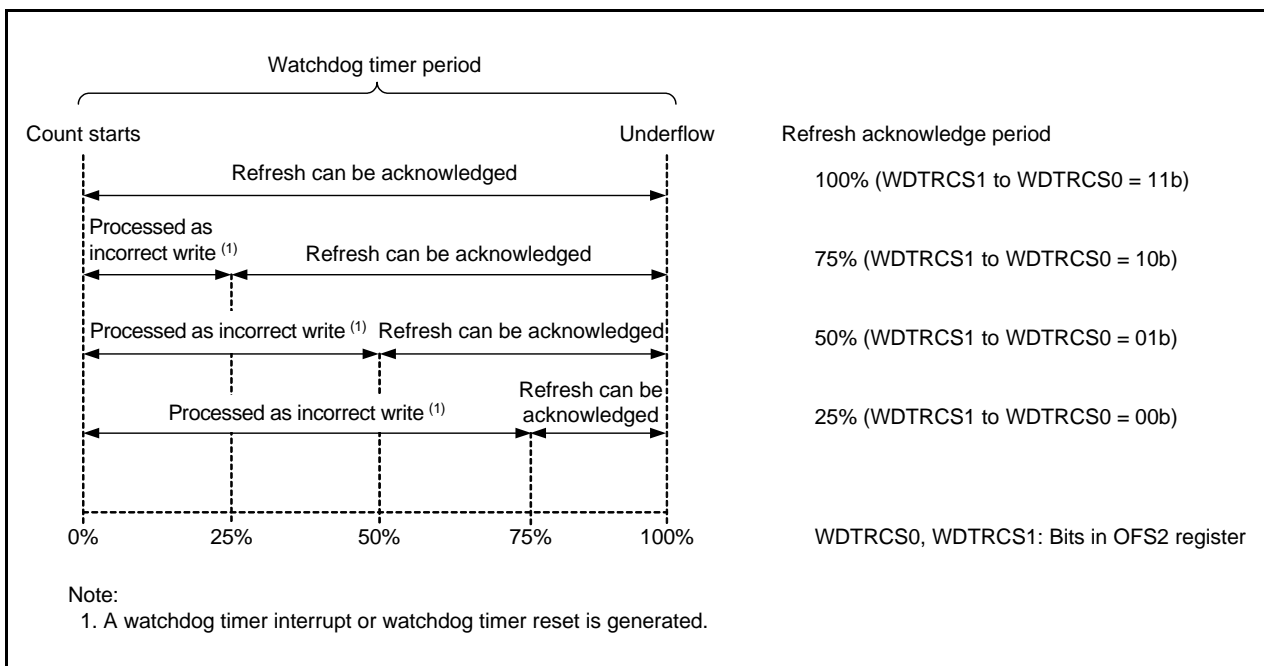 Watchdog timer period
Count starts
Underflow
Refresh acknowledge period
Refresh can be acknowledged
100% (WDTRCS1 to WDTRCS0 = 11b)
Processed as
incorrect write (1)
Refresh can be acknowledged
75% (WDTRCS1 to WDTRCS0 = 10b)
Processed as incorrect write (1)
Refresh can be acknowledged
50% (WDTRCS1 to WDTRCS0 = 01b)
Processed as incorrect write (1)
Refresh can be
acknowledged
25% (WDTRCS1 to WDTRCS0 = 00b)
0%
25%
50%
75%
100%
WDTRCS0, WDTRCS1: Bits in OFS2 register
Note:
1. A watchdog timer interrupt or watchdog timer reset is generated.